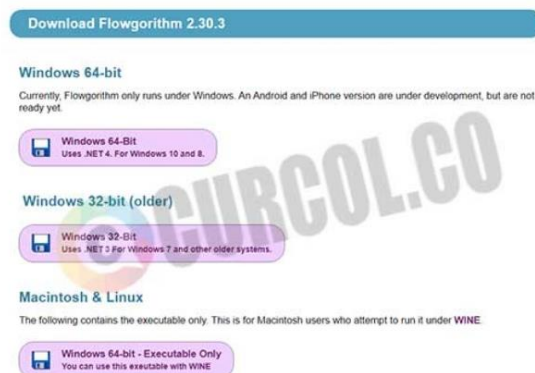 Download Flowgorithm 2.30.3
Windows 64-bit
Currently, Flowgorithm only runs under Windows. An Android and iPhone version are under development, but are not
ready yet.
Windows 64-Bit
Uses .NET 4. For Windows 10 and 8.
Windows 32-bit (older)
Windows 32-Bit
Uses .NET 3 For Windows 7 and other older systems.
CURCOL.CO
Macintosh & Linux
The following contains the executable only. This is for Macintosh users who attempt to run it under WINE.
Windows 64-bit - Executable Only
You can use this exeutable with WINE